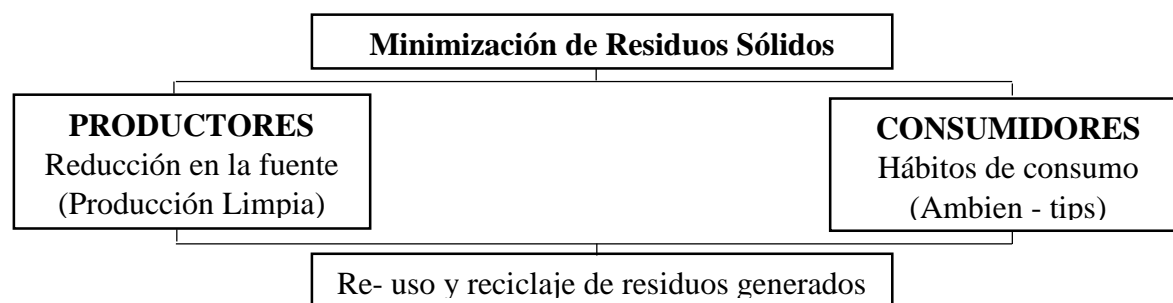 Minimización de Residuos Sólidos
PRODUCTORES
Reducción en la fuente
(Producción Limpia)
CONSUMIDORES
Hábitos de consumo
(Ambien - tips)
Re- uso y reciclaje de residuos generados